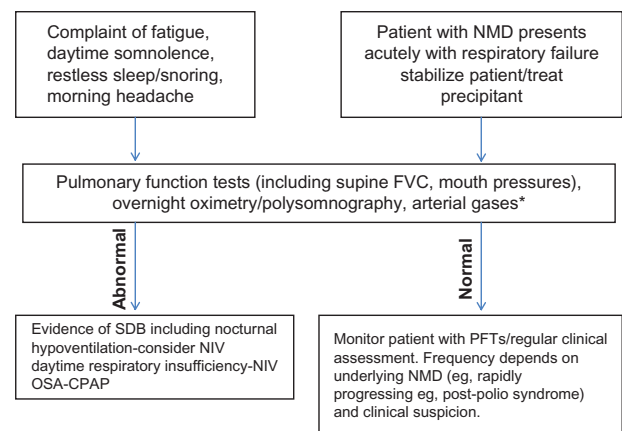 Complaint of fatigue,
daytime somnolence,
restless sleep/snoring,
morning headache
Patient with NMD presents
acutely with respiratory failure
stabilize patient/treat
precipitant
Pulmonary function tests (including supine FVC, mouth pressures),
overnight oximetry/polysomnography, arterial gases*
Abnormal
Normal
Evidence of SDB including nocturnal
hypoventilation-consider NIV
daytime respiratory insufficiency-NIV
OSA-CPAP
Monitor patient with PFTs/regular clinical
assessment. Frequency depends on
underlying NMD (eg, rapidly
progressing eg, post-polio syndrome)
and clinical suspicion.